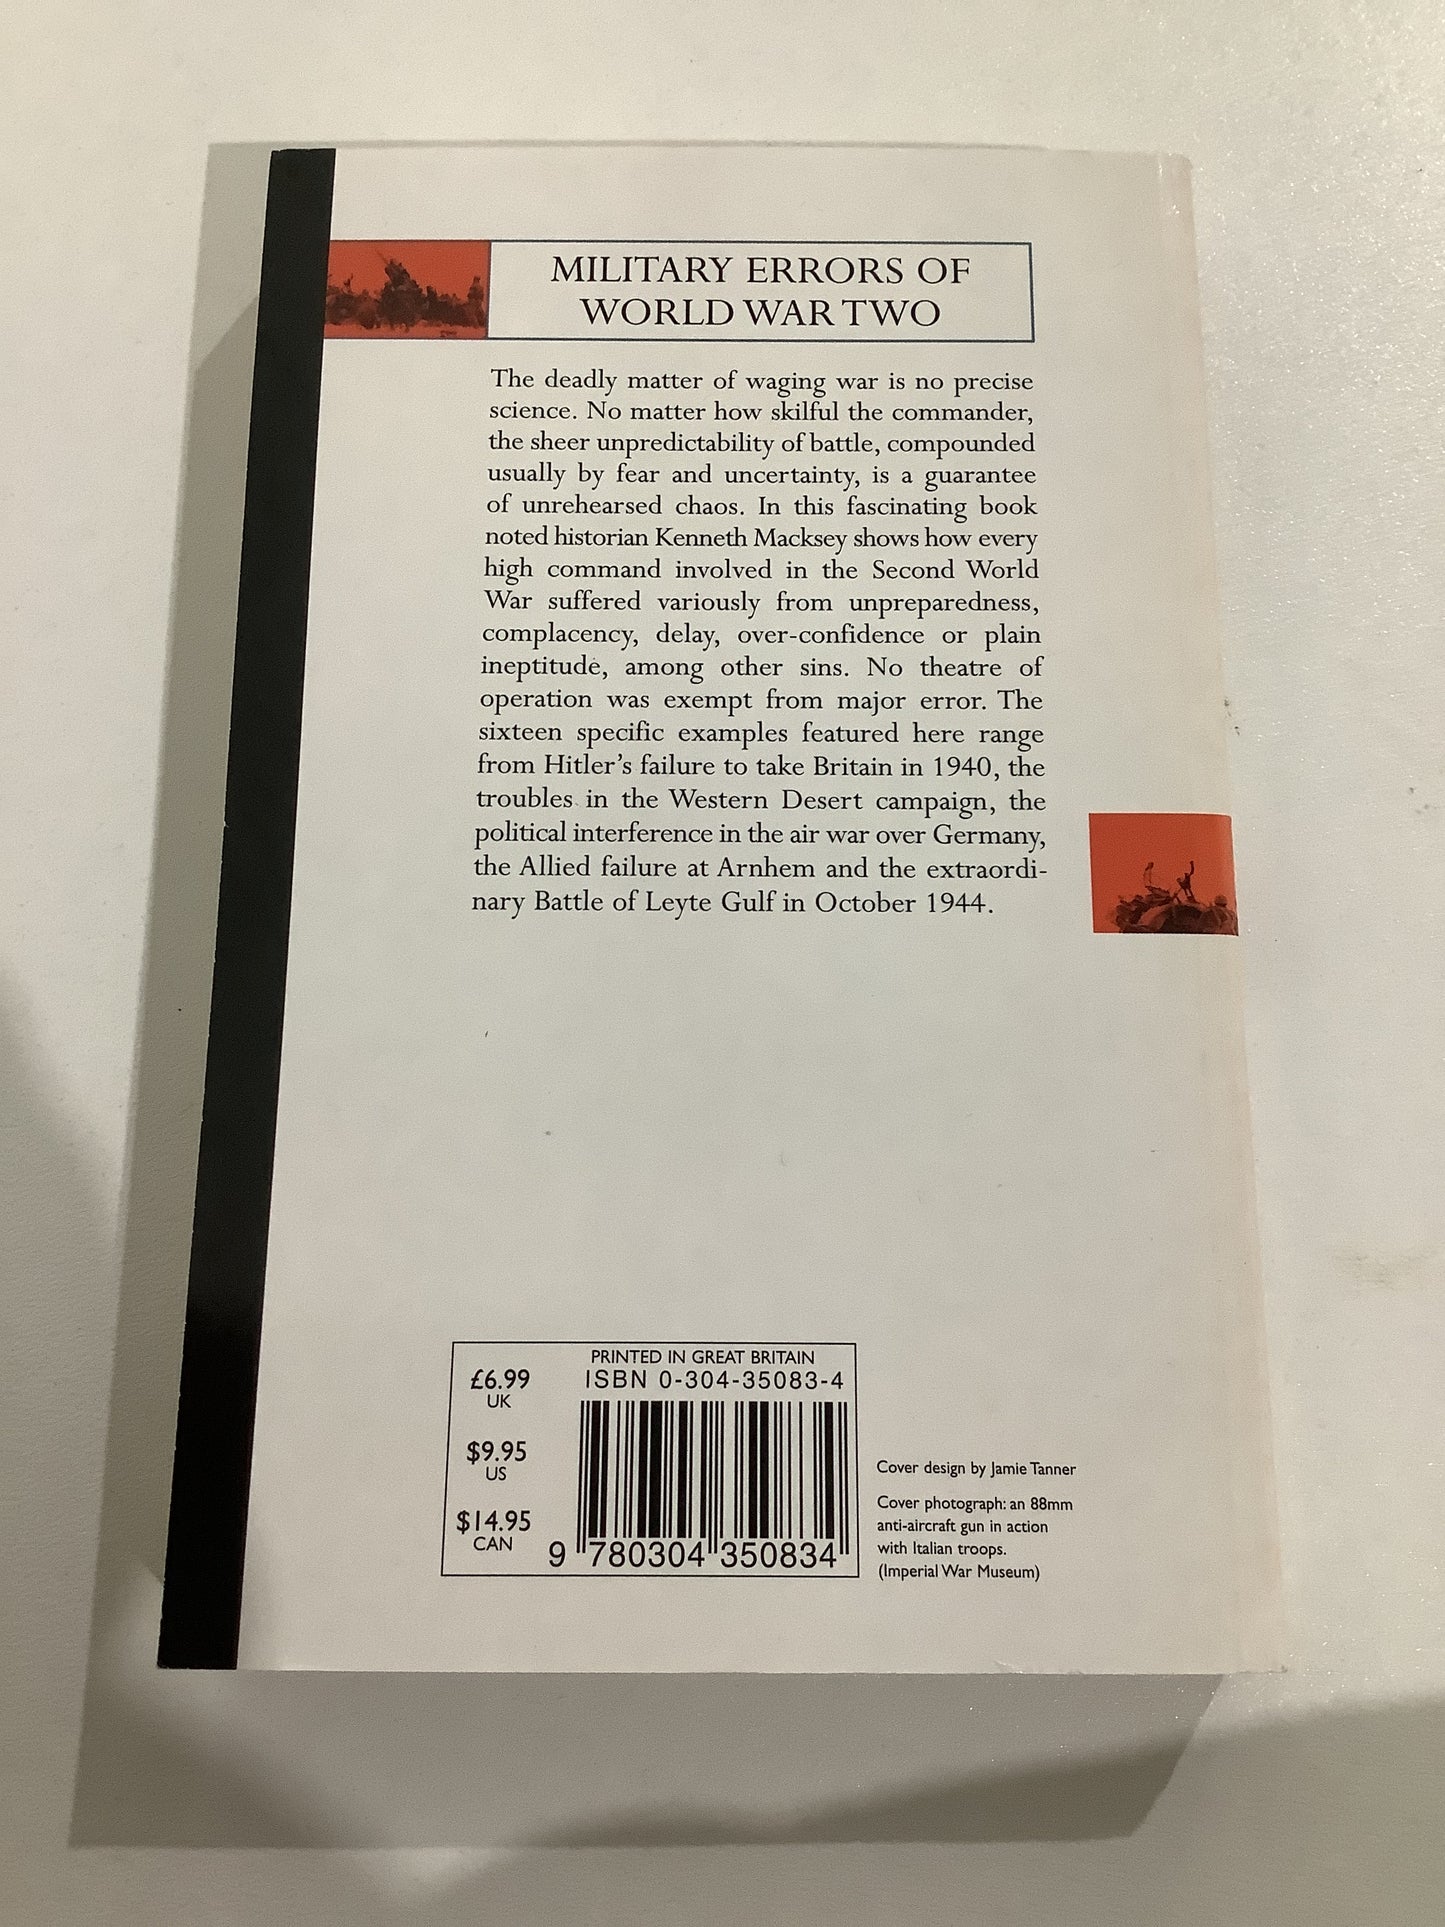 MILITARY ERRORS OF
WORLD WAR TWO
The deadly matter of waging war is no precise
science. No matter how skilful the commander,
the sheer unpredictability of battle, compounded
usually by fear and uncertainty, is a guarantee
of unrehearsed chaos. In this fascinating book
noted historian Kenneth Macksey shows how every
high command involved in the Second World
War suffered variously from unpreparedness,
complacency, delay, over-confidence or plain
ineptitude, among other sins. No theatre of
operation was exempt from major error. The
sixteen specific examples featured here range
from Hitler's failure to take Britain in 1940, the
troubles in the Western Desert campaign, the
political interference in the air war over Germany,
the Allied failure at Arnhem and the extraordi-
nary Battle of Leyte Gulf in October 1944.
£6.99
UK
$9.95
US
$14.95
CAN
PRINTED IN GREAT BRITAIN
ISBN 0-304-35083-4
9 780304 350834
Cover design by Jamie Tanner
Cover photograph: an 88mm
anti-aircraft gun in action
with Italian troops.
(Imperial War Museum)